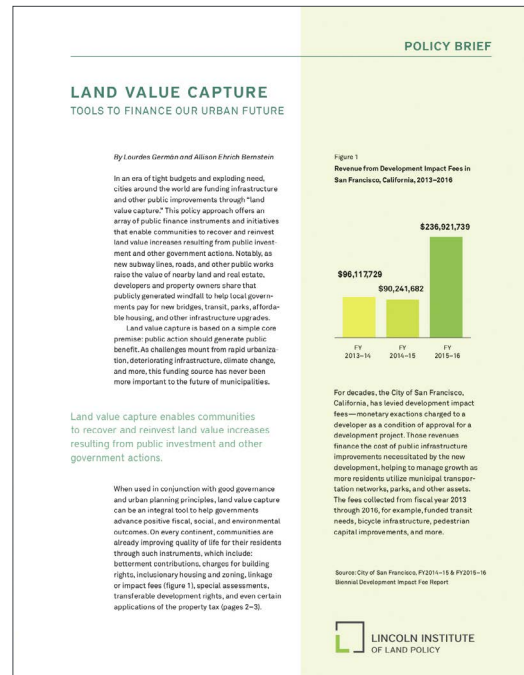 POLICY BRIEF
LAND VALUE CAPTURE
TOOLS TO FINANCE OUR URBAN FUTURE
By Lourdes Germán and Allison Ehrich Bernstein
In an era of tight budgets and exploding need,
cities around the world are funding infrastructure
and other public improvements through “land
value capture.” This policy approach offers an
array of public finance instruments and initiatives
that enable communities to recover and reinvest
land value increases resulting from public invest-
ment and other government actions. Notably, as
new subway lines, roads, and other public works
raise the value of nearby land and real estate,
developers and property owners share that
publicly generated windfall to help local govern-
ments pay for new bridges, transit, parks, afforda-
ble housing, and other infrastructure upgrades.
Land value capture is based on a simple core
premise: public action should generate public
benefit. As challenges mount from rapid urbaniza-
tion, deteriorating infrastructure, climate change,
and more, this funding source has never been
more important to the future of municipalities.
Land value capture enables communities
to recover and reinvest land value increases
resulting from public investment and other
government actions.
When used in conjunction with good governance
and urban planning principles, land value capture
can be an integral tool to help governments
advance positive fiscal, social, and environmental
outcomes. On every continent, communities are
already improving quality of life for their residents
through such instruments, which include:
betterment contributions, charges for building
rights, inclusionary housing and zoning, linkage
or impact fees (figure 1), special assessments,
transferable development rights, and even certain
applications of the property tax (pages 2–3).
Figure 1
Revenue from Development Impact Fees in
San Francisco, California, 2013–2016
$236,921,739
$96,117,729
$90,241,682
FY
2013–14
FY
2014–15
FY
2015–16
For decades, the City of San Francisco,
California, has levied development impact
fees—monetary exactions charged to a
developer as a condition of approval for a
development project. Those revenues
finance the cost of public infrastructure
improvements necessitated by the new
development, helping to manage growth as
more residents utilize municipal transpor-
tation networks, parks, and other assets.
The fees collected from fiscal year 2013
through 2016, for example, funded transit
needs, bicycle infrastructure, pedestrian
capital improvements, and more.
Source: City of San Francisco, FY2014–15 & FY2015–16
Biennial Development Impact Fee Report
LINCOLN INSTITUTE
OF LAND POLICY